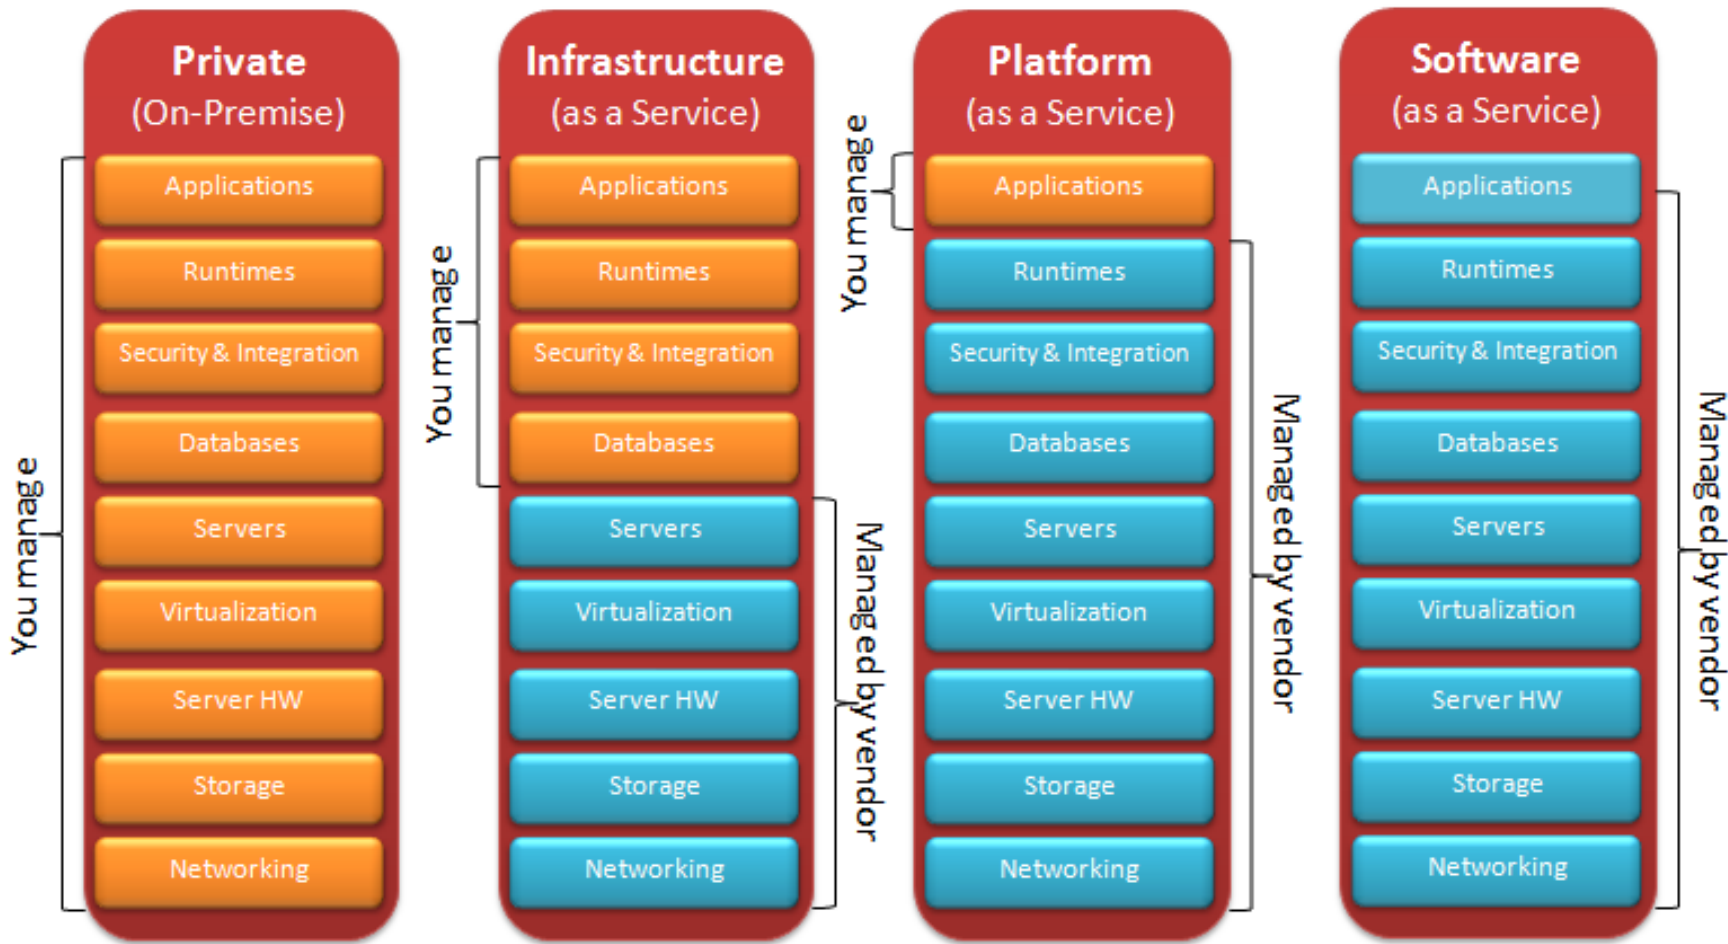 Private
(On-Premise)
Applications
Runtimes
Security & Integration
Databases
Servers
Virtualization
Server HW
Storage
Networking
You manage
Infrastructure
(as a Service)
Applications
Runtimes
Security & Integration
Databases
Servers
Virtualization
Server HW
Storage
Networking
You manage
Managed by vendor
Platform
(as a Service)
Applications
Runtimes
Security & Integration
Databases
Servers
Virtualization
Server HW
Storage
Networking
You manage
Managed by vendor
Software
(as a Service)
Applications
Runtimes
Security & Integration
Databases
Servers
Virtualization
Server HW
Storage
Networking
Managed by vendor